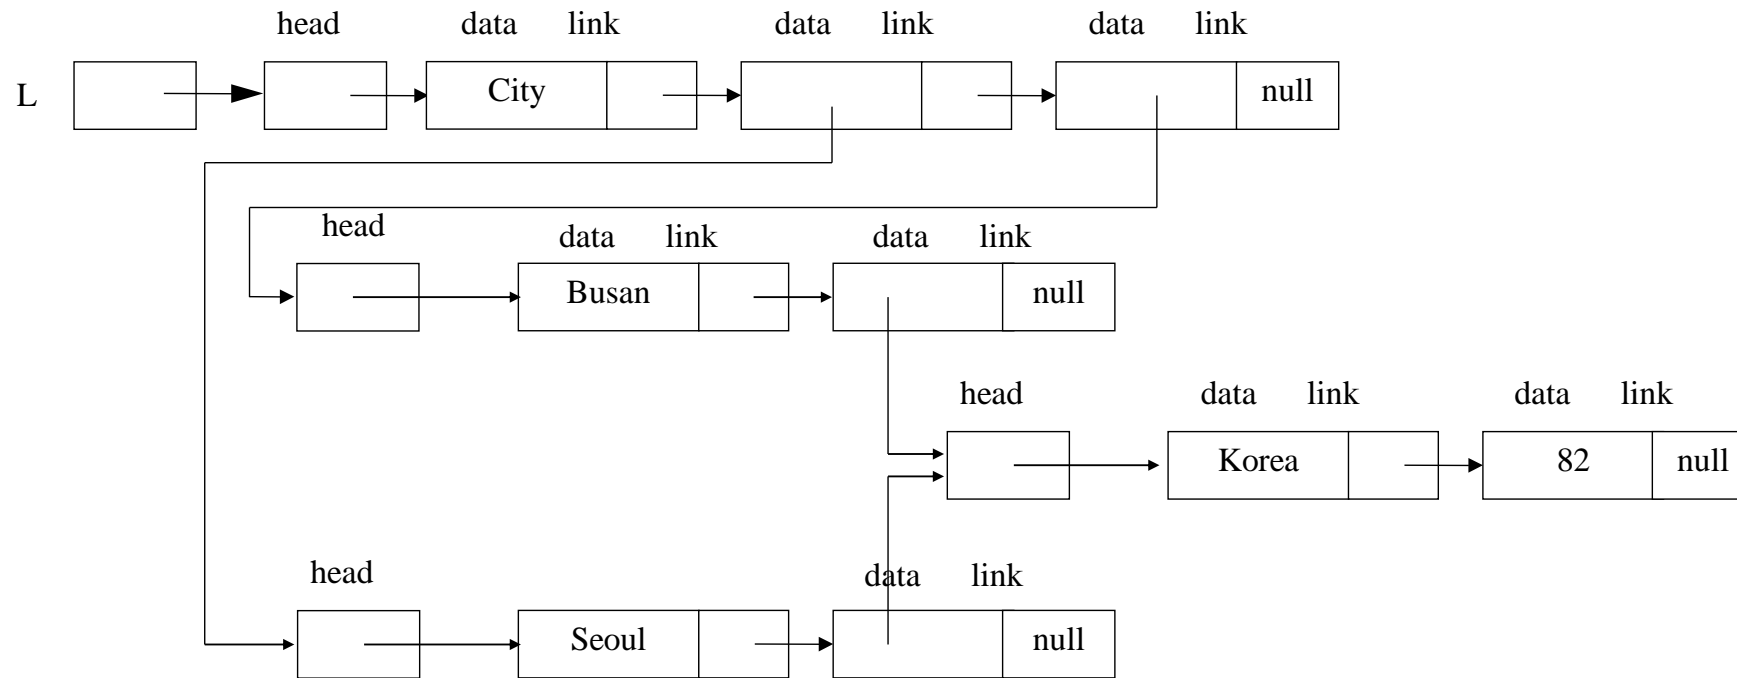 head data link data link data link
L City null
head data link data link
Busan null
head data link data link
Korea 82 null
head data link
Seoul null